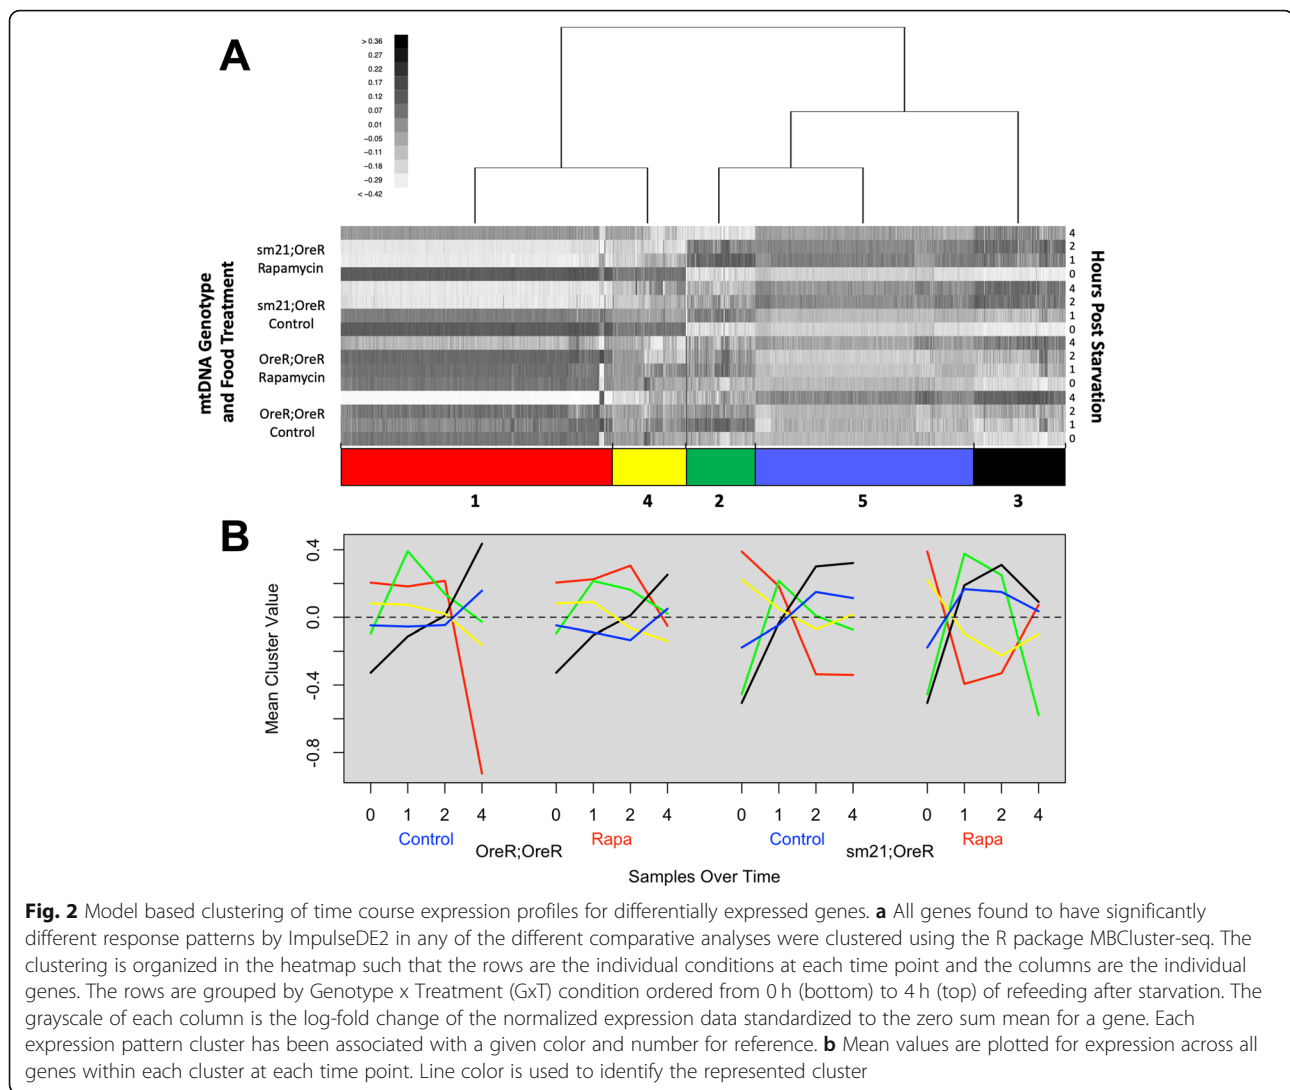 A
> 0.36
0.27
0.22
0.17
0.12
0.07
0.01
−0.05
−0.11
−0.18
−0.29
< −0.42
mtDNA Genotype
and Food Treatment
sm21;OreR
Rapamycin
sm21;OreR
Control
OreR;OreR
Rapamycin
OreR;OreR
Control
4
2
1
0
4
2
1
0
4
2
1
0
4
2
1
0
Hours Post Starvation
1 4 2 5 3
B
Mean Cluster Value
0.4
0.0
-0.4
-0.8
0 1 2 4 0 1 2 4 0 1 2 4 0 1 2 4
Control Rapa Control Rapa
OreR;OreR sm21;OreR
Samples Over Time
Fig. 2 Model based clustering of time course expression profiles for differentially expressed genes. a All genes found to have significantly
different response patterns by ImpulseDE2 in any of the different comparative analyses were clustered using the R package MBCluster-seq. The
clustering is organized in the heatmap such that the rows are the individual conditions at each time point and the columns are the individual
genes. The rows are grouped by Genotype x Treatment (GxT) condition ordered from 0 h (bottom) to 4 h (top) of refeeding after starvation. The
grayscale of each column is the log-fold change of the normalized expression data standardized to the zero sum mean for a gene. Each
expression pattern cluster has been associated with a given color and number for reference. b Mean values are plotted for expression across all
genes within each cluster at each time point. Line color is used to identify the represented cluster